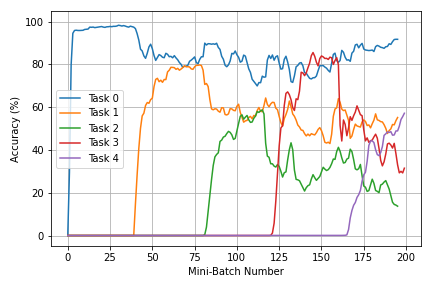 100
80
60
40
20
0
Accuracy (%)
Task 0
Task 1
Task 2
Task 3
Task 4
0 25 50 75 100 125 150 175 200
Mini-Batch Number